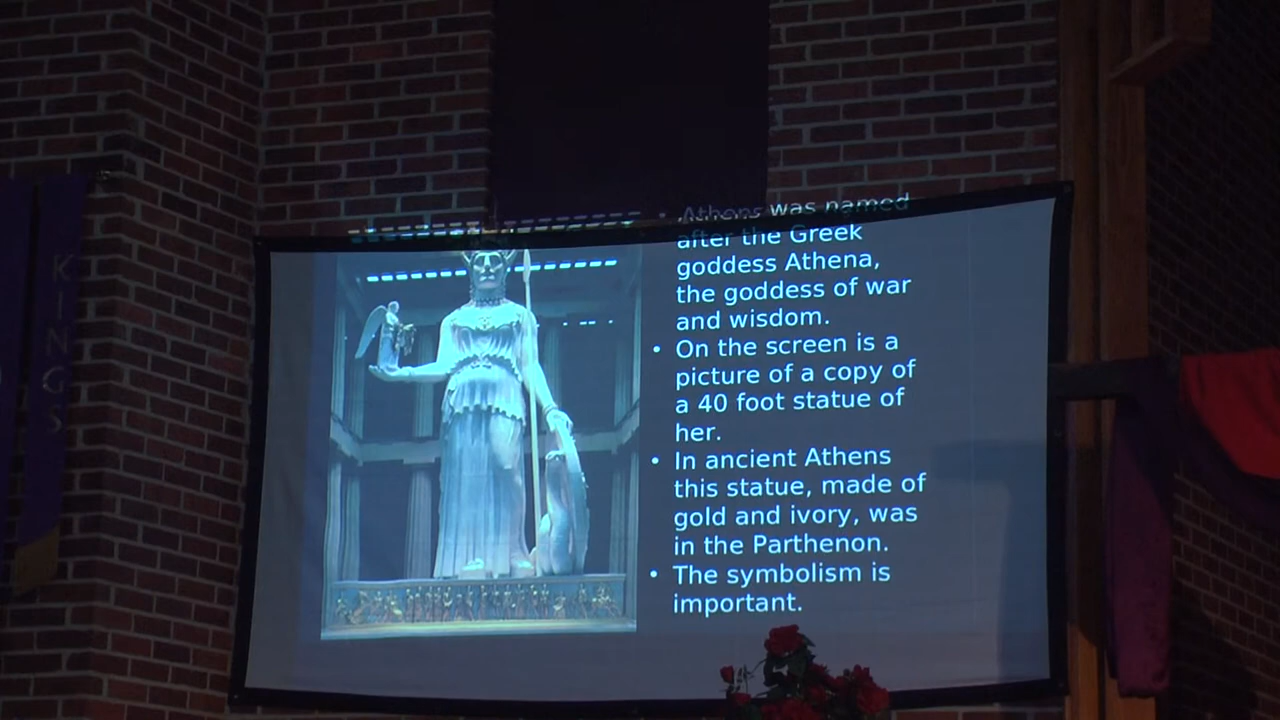 KINGS
• Athens was named
after the Greek
goddess Athena,
the goddess of war
and wisdom.
• On the screen is a
picture of a copy of
a 40 foot statue of
her.
• In ancient Athens
this statue, made of
gold and ivory, was
in the Parthenon.
• The symbolism is
important.